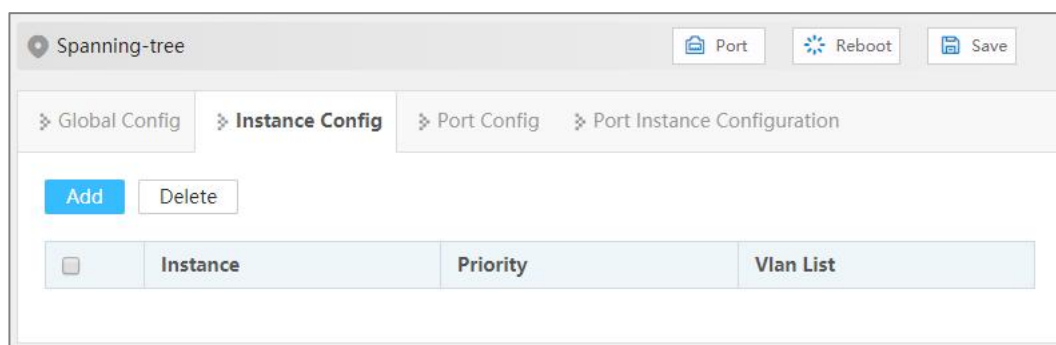 Spanning-tree Port Reboot Save
Global Config Instance Config Port Config Port Instance Configuration
Add Delete
Instance Priority Vlan List